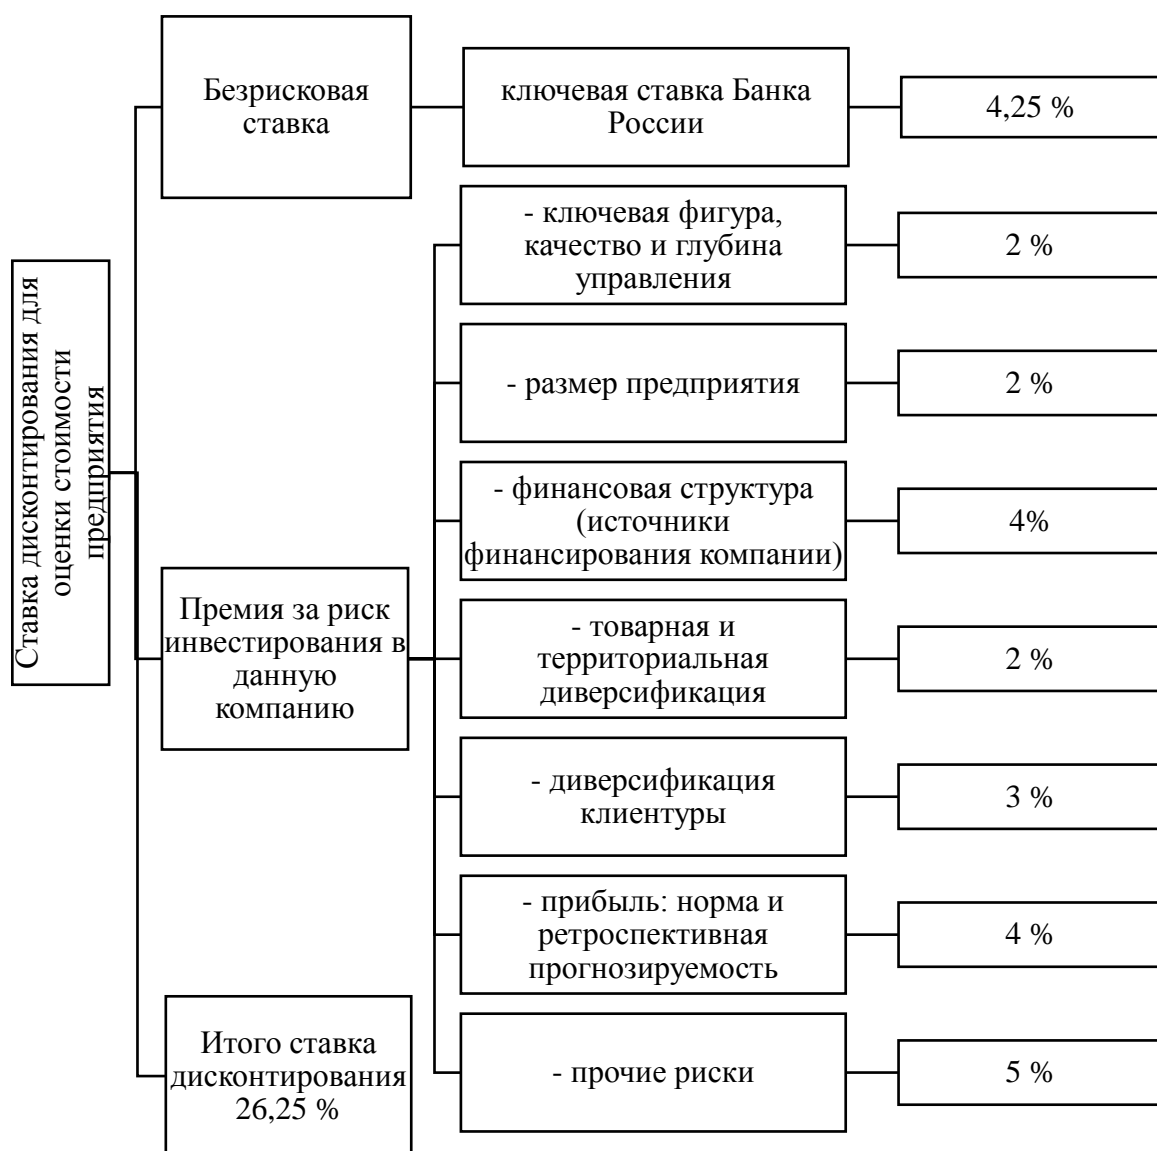 Ставка дисконтирования для
оценки стоимости
предприятия
Безрисковая
ставка
ключевая ставка Банка
России
4,25 %
Премия за риск
инвестирования в
данную
компанию
- ключевая фигура,
качество и глубина
управления
2 %
- размер предприятия
2 %
- финансовая структура
(источники
финансирования компании)
4%
- товарная и
территориальная
диверсификация
2 %
- диверсификация
клиентуры
3 %
- прибыль: норма и
ретроспективная
прогнозируемость
4 %
- прочие риски
5 %
Итого ставка
дисконтирования
26,25 %